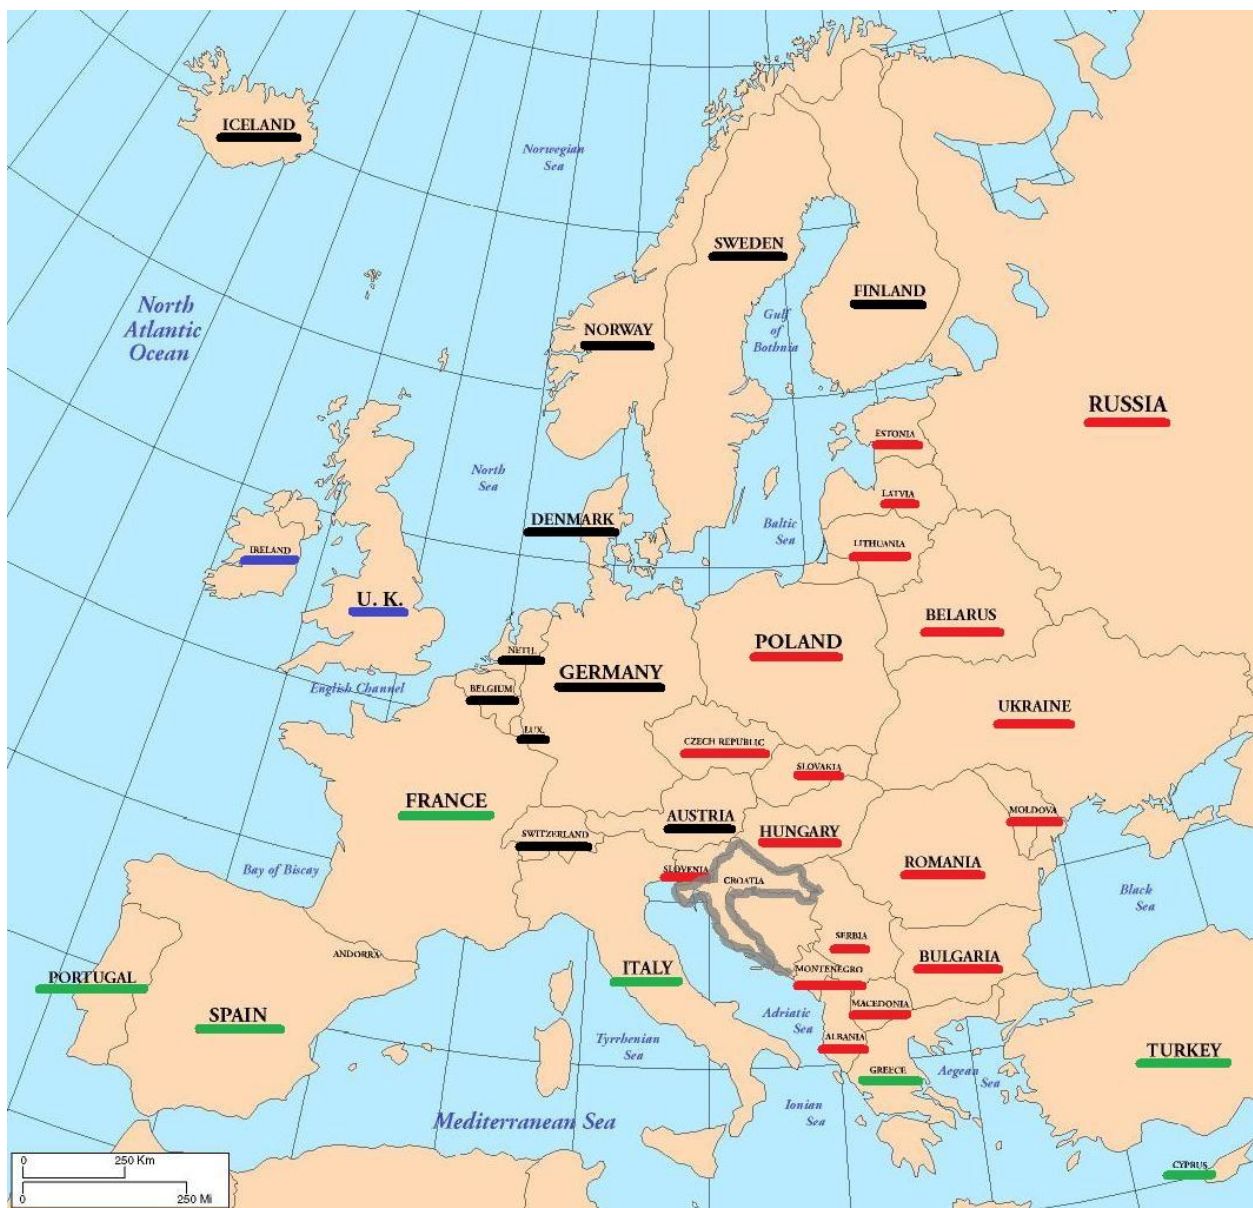 ICELAND
Norwegian
Sea
SWEDEN
FINLAND
North
Atlantic
Ocean
Gulf
of
Bothnia
NORWAY
RUSSIA
ESTONIA
North
Sea
LATVIA
DENMARK
Baltic
Sea
LITHUANIA
IRELAND
U. K.
BELARUS
POLAND
NETH.
GERMANY
English Channel
BELGIUM
UKRAINE
LUX.
CZECH REPUBLIC
SLOVAKIA
FRANCE
MOLDOVA
AUSTRIA
SWITZERLAND
HUNGARY
ROMANIA
Bay of Biscay
SLOVENIA
CROATIA
Black
Sea
SERBIA
ANDORRA
BULGARIA
ITALY
MONTENEGRO
PORTUGAL
MACEDONIA
SPAIN
Adriatic
Sea
Tyrrhenian
Sea
ALBANIA
TURKEY
GREECE
Aegean
Sea
Ionian
Sea
Mediterranean Sea
CYPRUS
0 250 Km
0 250 Mi